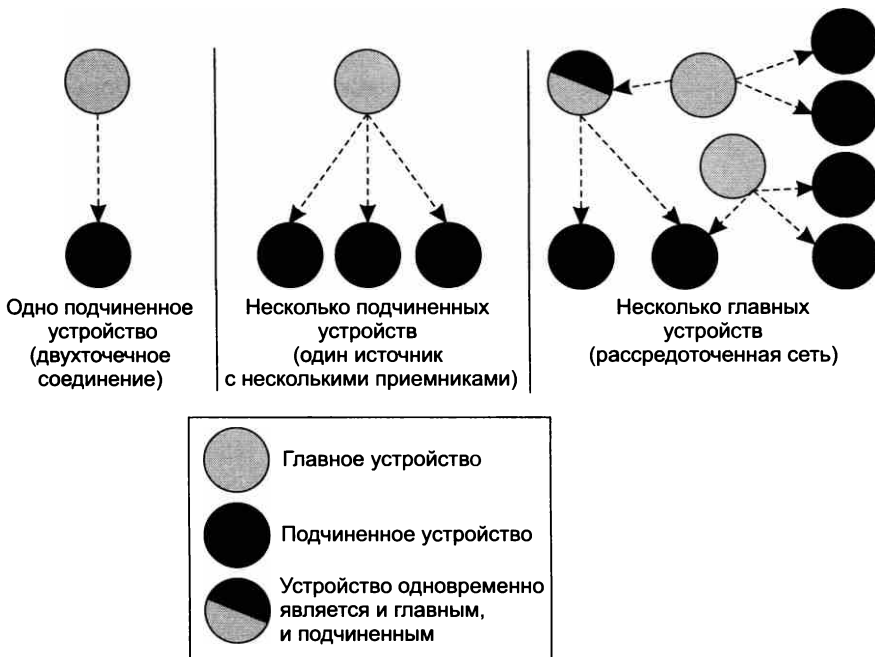 Одно подчиненное
устройство
(двухточечное
соединение)
Несколько подчиненных
устройств
(один источник
с несколькими приемниками)
Несколько главных
устройств
(рассредоточенная сеть)
Главное устройство
Подчиненное устройство
Устройство одновременно
является и главным,
и подчиненным